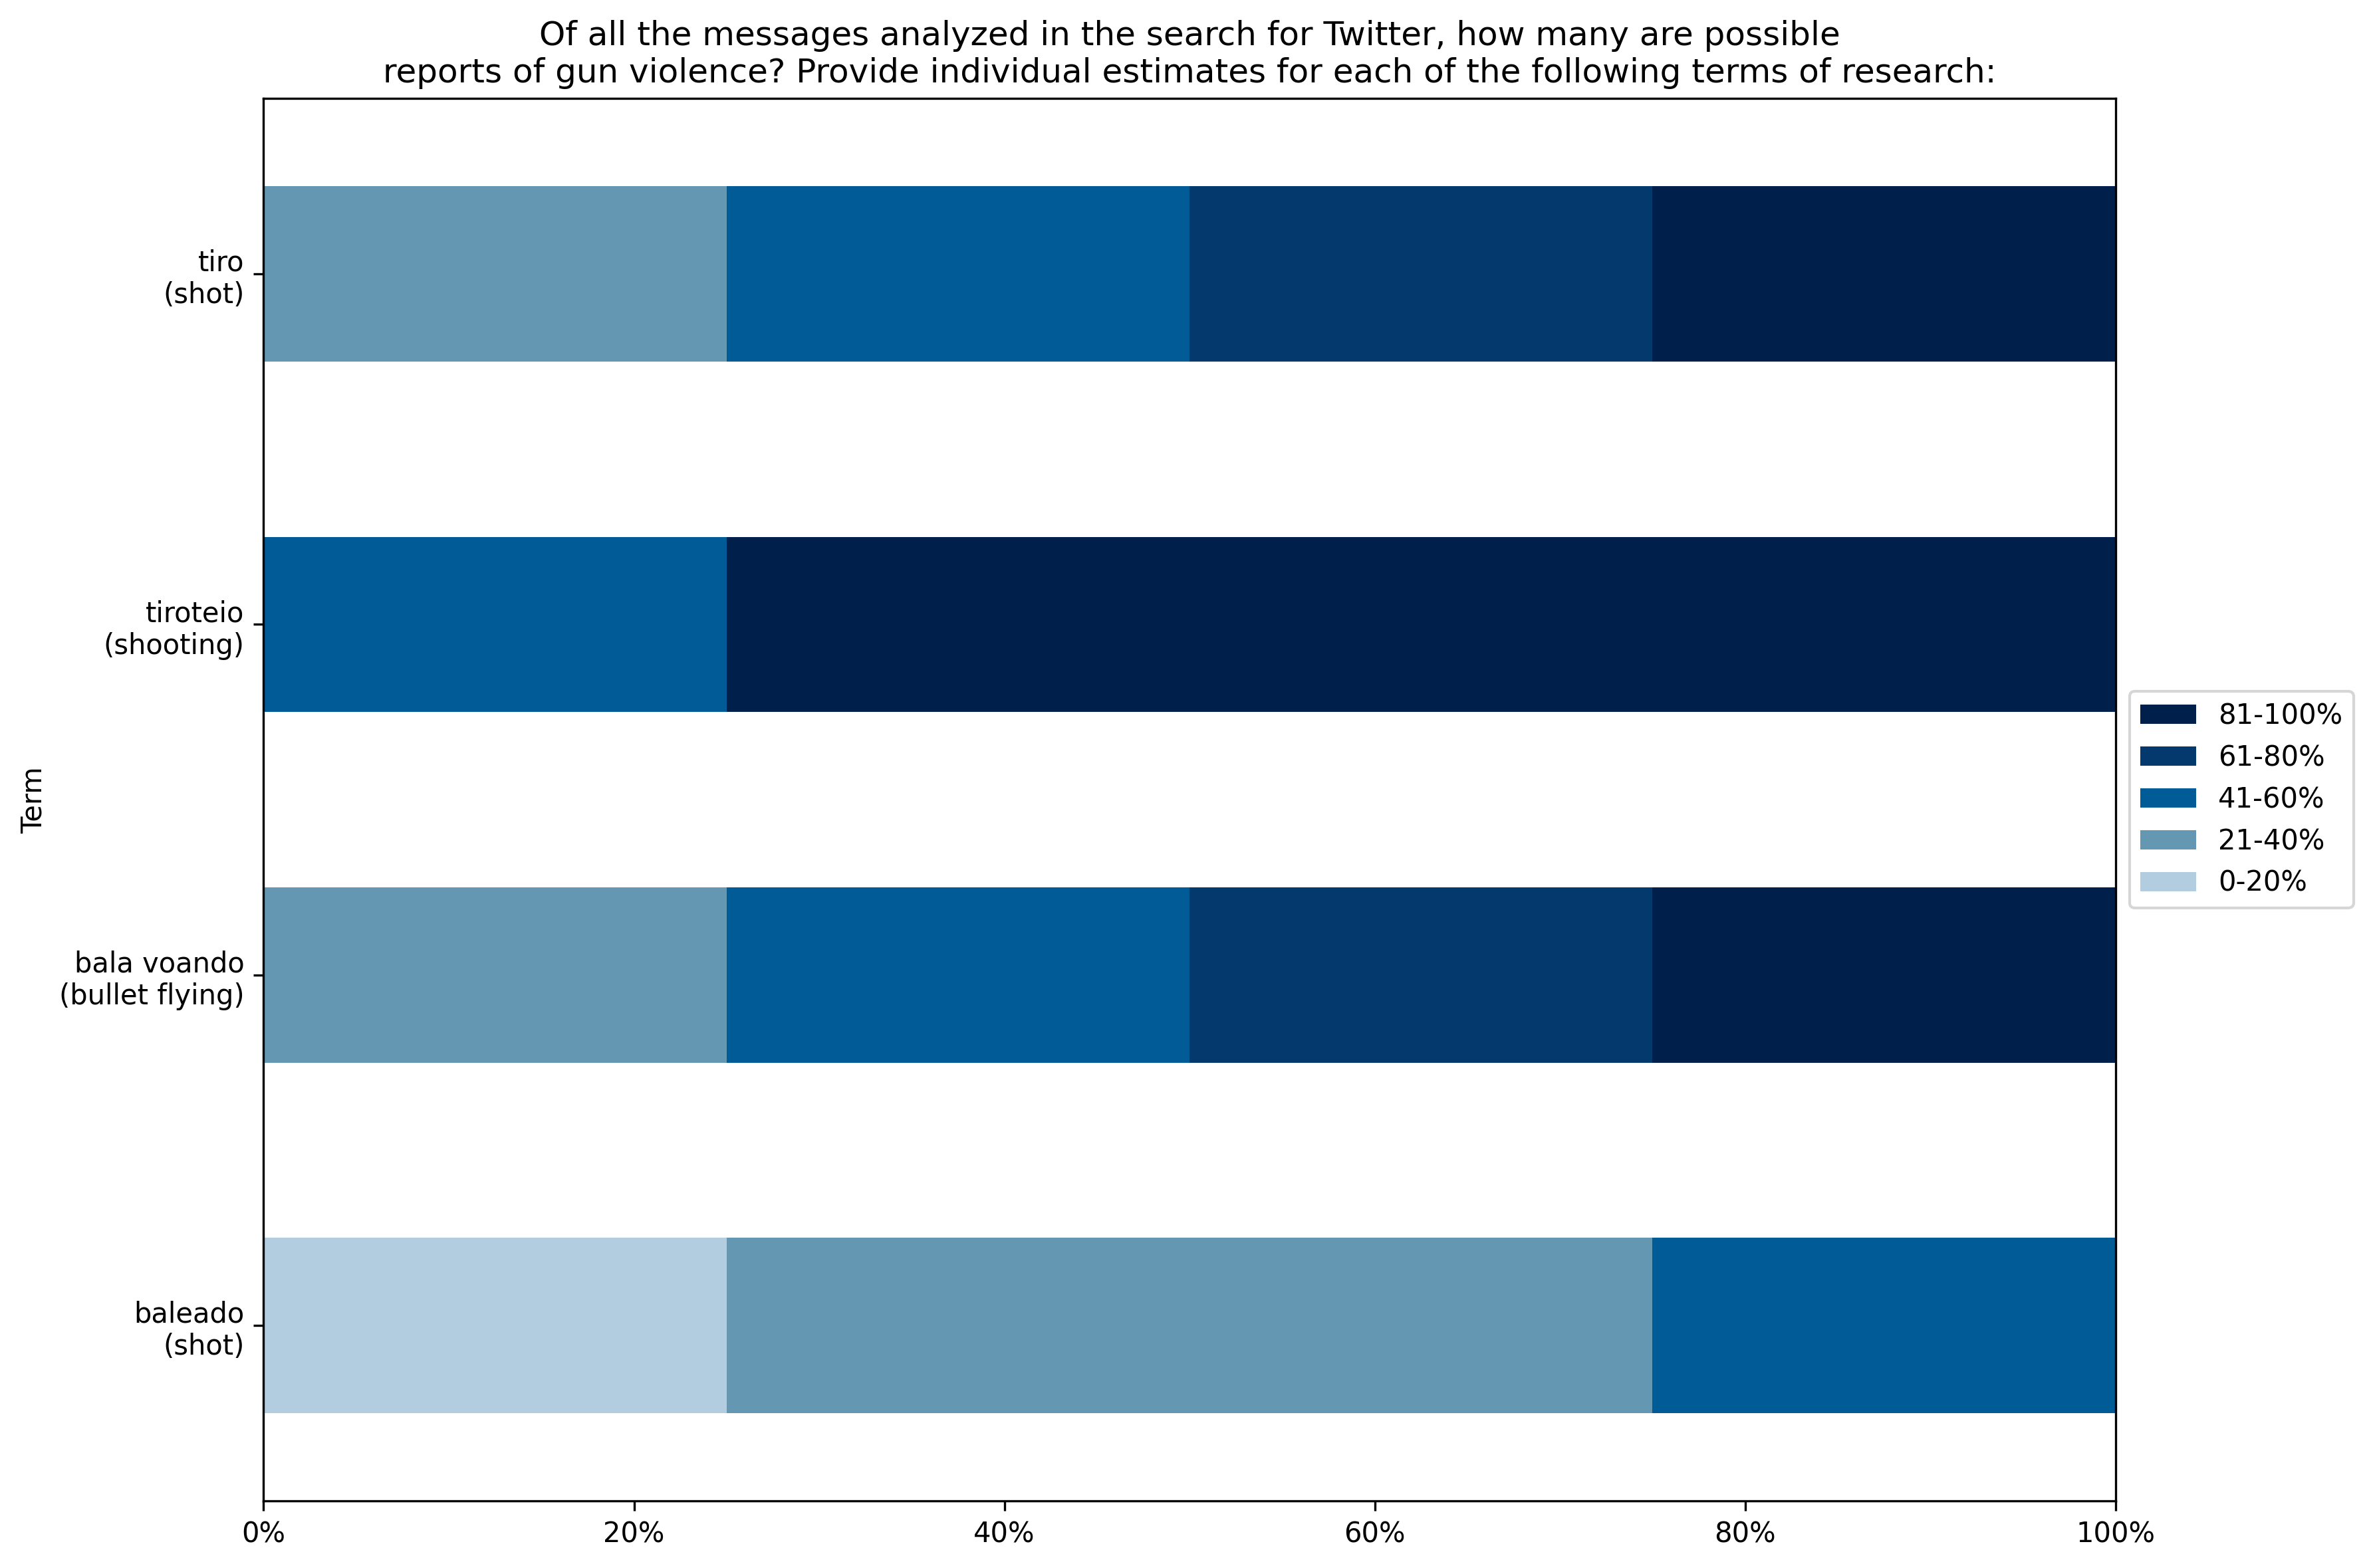 Of all the messages analyzed in the search for Twitter, how many are possible
reports of gun violence? Provide individual estimates for each of the following terms of research:
tiro
(shot)
tiroteio
(shooting)
bala voando
(bullet flying)
baleado
(shot)
Term
0%
20%
40%
60%
80%
100%
81-100%
61-80%
41-60%
21-40%
0-20%